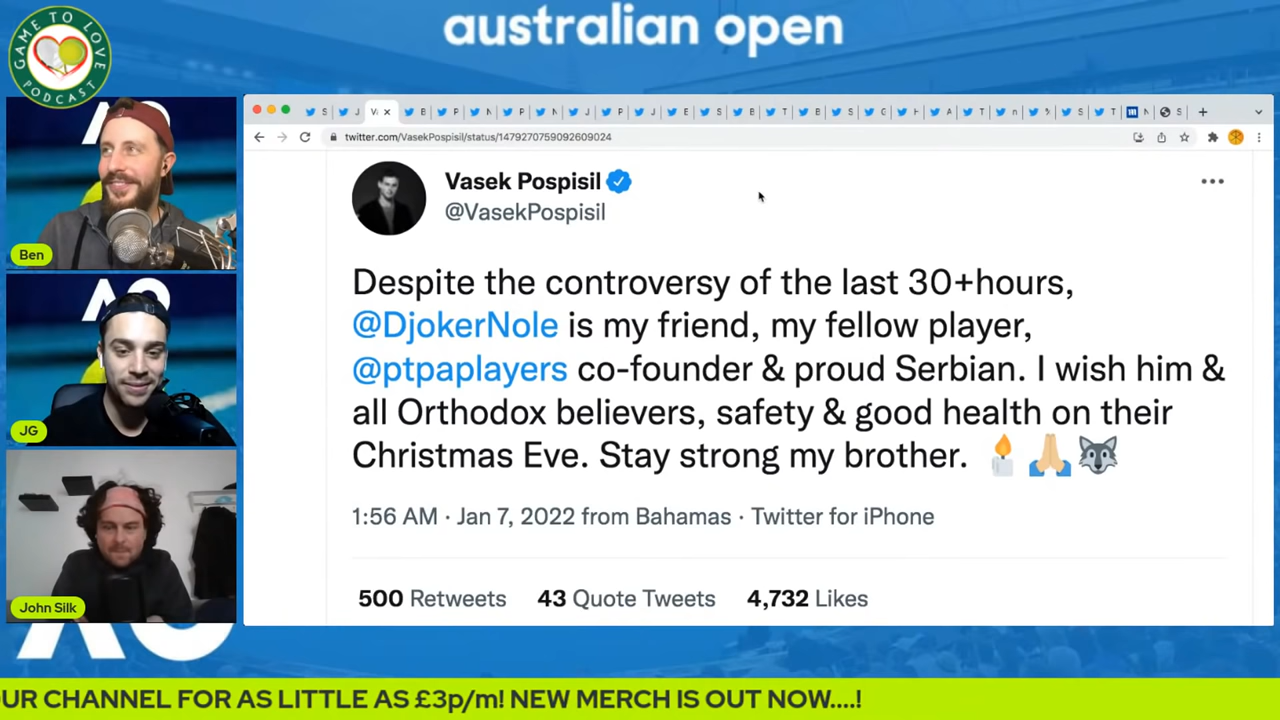 australian open
GAME TO LOVE
PODCAST
Ben
JG
John Silk
twitter.com/VasekPospisil/status/1479270759092609024
Vasek Pospisil
@VasekPospisil
Despite the controversy of the last 30+hours,
@DjokerNole is my friend, my fellow player,
@ptpaplayers co-founder & proud Serbian. I wish him &
all Orthodox believers, safety & good health on their
Christmas Eve. Stay strong my brother. 🕯️🙏🏼🐺
1:56 AM · Jan 7, 2022 from Bahamas · Twitter for iPhone
500 Retweets 43 Quote Tweets 4,732 Likes
OUR CHANNEL FOR AS LITTLE AS £3p/m! NEW MERCH IS OUT NOW....!